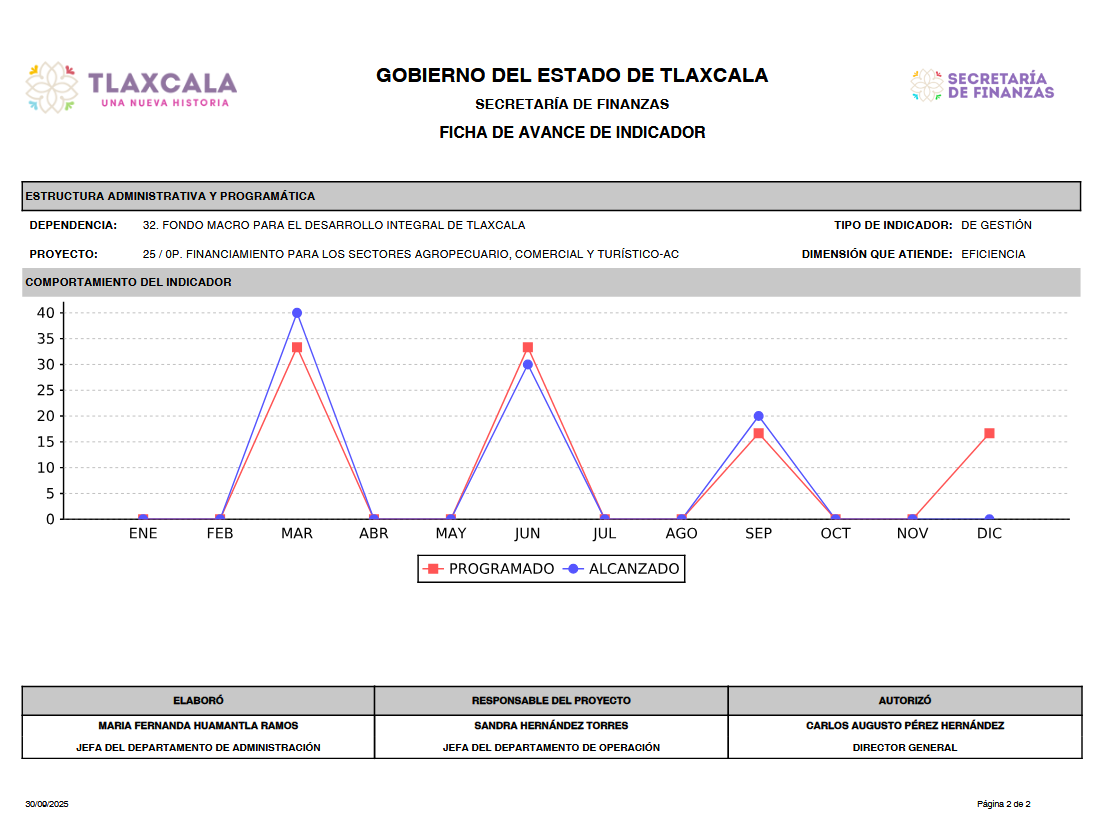 TLAXCALA
UNA NUEVA HISTORIA
GOBIERNO DEL ESTADO DE TLAXCALA
SECRETARÍA DE FINANZAS
FICHA DE AVANCE DE INDICADOR
SECRETARÍA
DE FINANZAS
ESTRUCTURA ADMINISTRATIVA Y PROGRAMÁTICA
DEPENDENCIA: 32. FONDO MACRO PARA EL DESARROLLO INTEGRAL DE TLAXCALA TIPO DE INDICADOR: DE GESTIÓN
PROYECTO: 25 / 0P. FINANCIAMIENTO PARA LOS SECTORES AGROPECUARIO, COMERCIAL Y TURÍSTICO-AC DIMENSIÓN QUE ATIENDE: EFICIENCIA
COMPORTAMIENTO DEL INDICADOR
40
35
30
25
20
15
10
5
0
ENE FEB MAR ABR MAY JUN JUL AGO SEP OCT NOV DIC
PROGRAMADO ALCANZADO
ELABORÓ RESPONSABLE DEL PROYECTO AUTORIZÓ
MARIA FERNANDA HUAMANTLA RAMOS SANDRA HERNÁNDEZ TORRES CARLOS AUGUSTO PÉREZ HERNÁNDEZ
JEFA DEL DEPARTAMENTO DE ADMINISTRACIÓN JEFA DEL DEPARTAMENTO DE OPERACIÓN DIRECTOR GENERAL
30/09/2025 Página 2 de 2